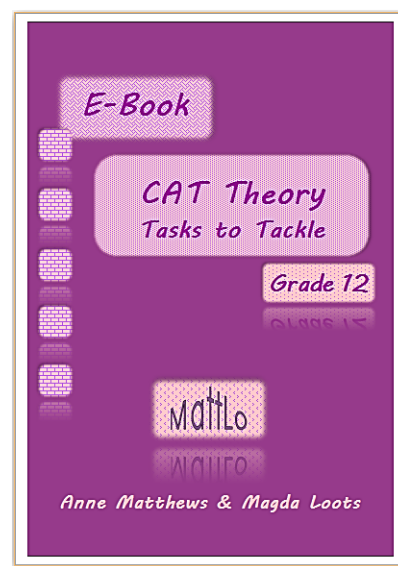 E-Book
CAT Theory
Tasks to Tackle
Grade 12
MattLo
Anne Matthews & Magda Loots